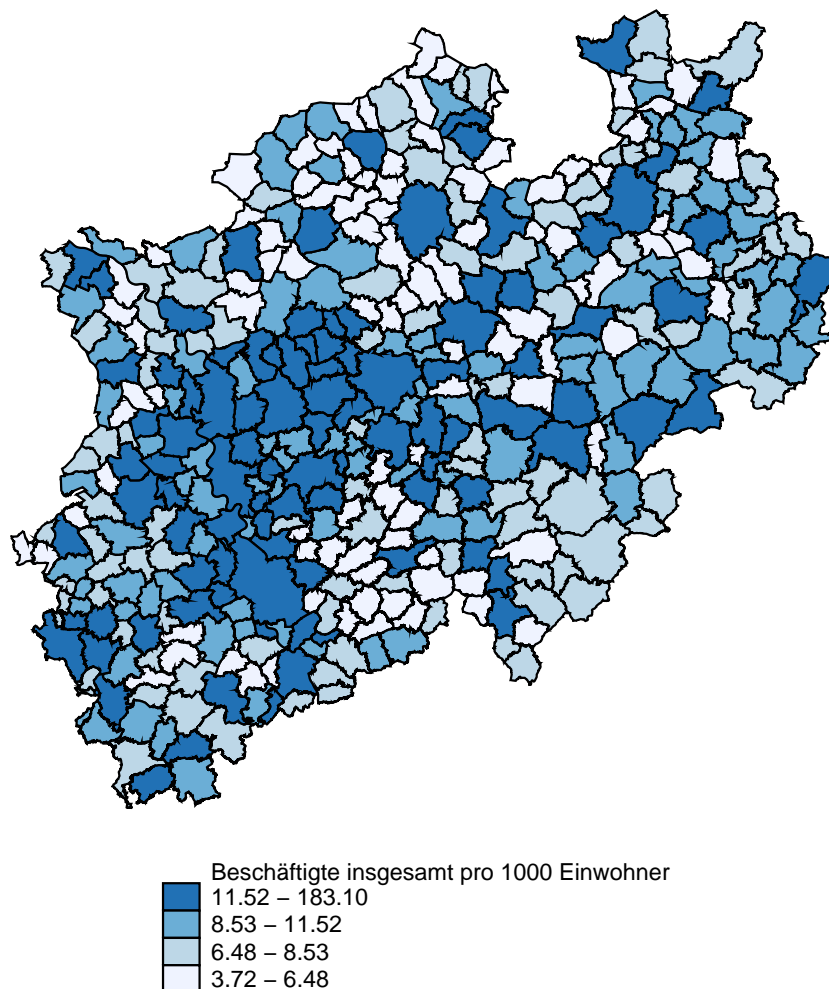 Beschäftigte insgesamt pro 1000 Einwohner
11.52 – 183.10
8.53 – 11.52
6.48 – 8.53
3.72 – 6.48